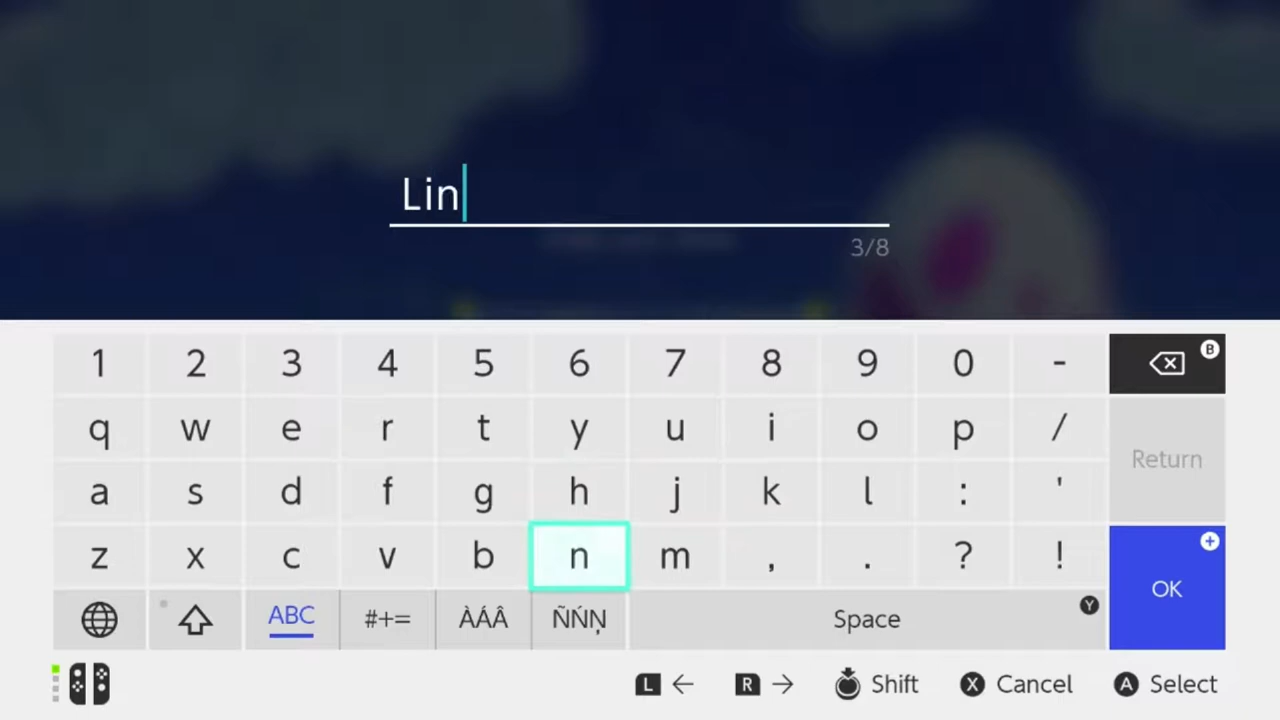 Lin
3/8
1 2 3 4 5 6 7 8 9 0 - B
q w e r t y u i o p /
a s d f g h j k l : ' Return
z x c v b n m , . ? ! +
ABC #+= ÀÁÂ ÑŃŅ Space Y OK
L ← R → Shift X Cancel A Select